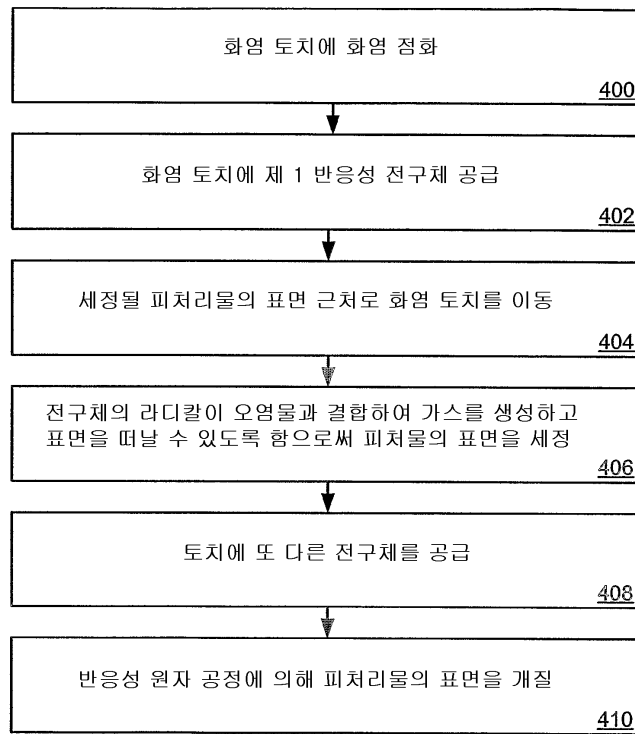 화염 토치에 화염 점화
400
화염 토치에 제 1 반응성 전구체 공급
402
세정될 피처리물의 표면 근처로 화염 토치를 이동
404
전구체의 라디칼이 오염물과 결합하여 가스를 생성하고
표면을 떠날 수 있도록 함으로써 피처물의 표면을 세정
406
토치에 또 다른 전구체를 공급
408
반응성 원자 공정에 의해 피처리물의 표면을 개질
410